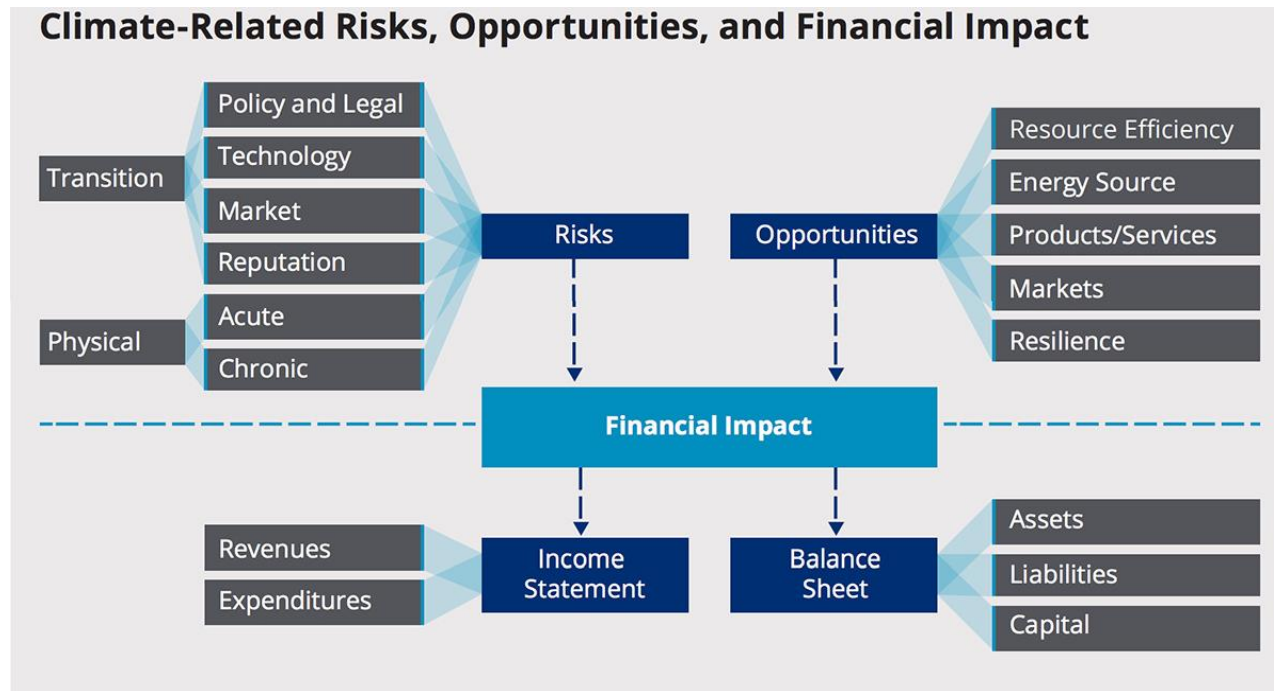 Climate-Related Risks, Opportunities, and Financial Impact
Transition
Policy and Legal
Technology
Market
Reputation
Physical
Acute
Chronic
Risks
Opportunities
Resource Efficiency
Energy Source
Products/Services
Markets
Resilience
Financial Impact
Revenues
Expenditures
Income
Statement
Balance
Sheet
Assets
Liabilities
Capital